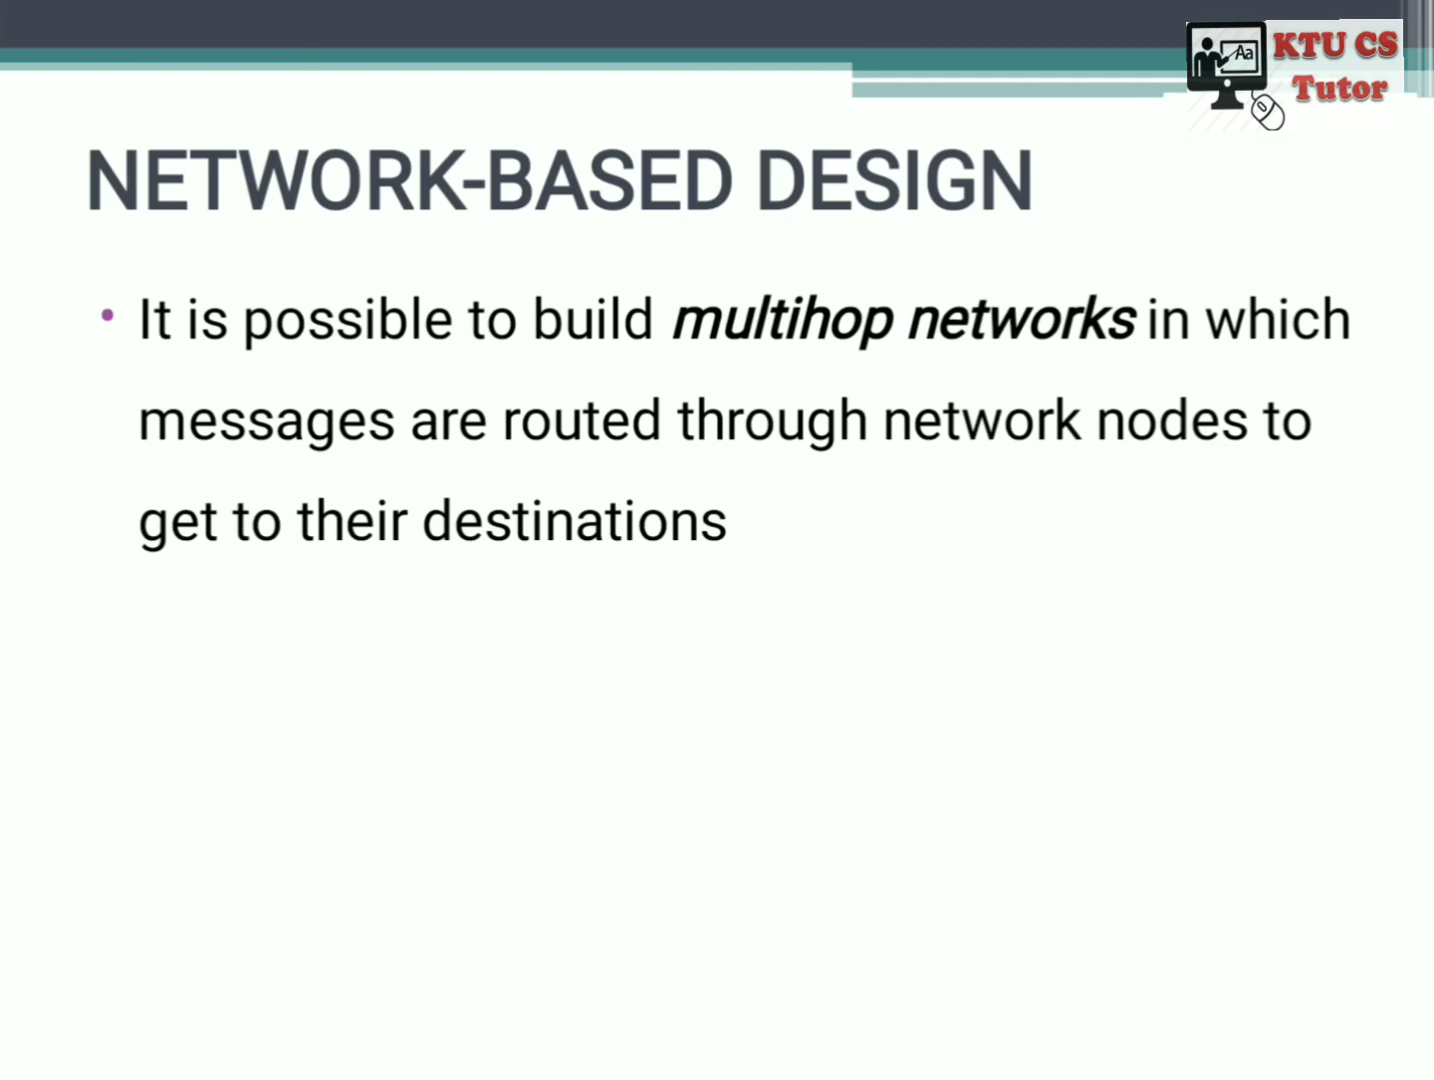 Aa
KTU CS
Tutor
NETWORK-BASED DESIGN
• It is possible to build multihop networks in which
messages are routed through network nodes to
get to their destinations